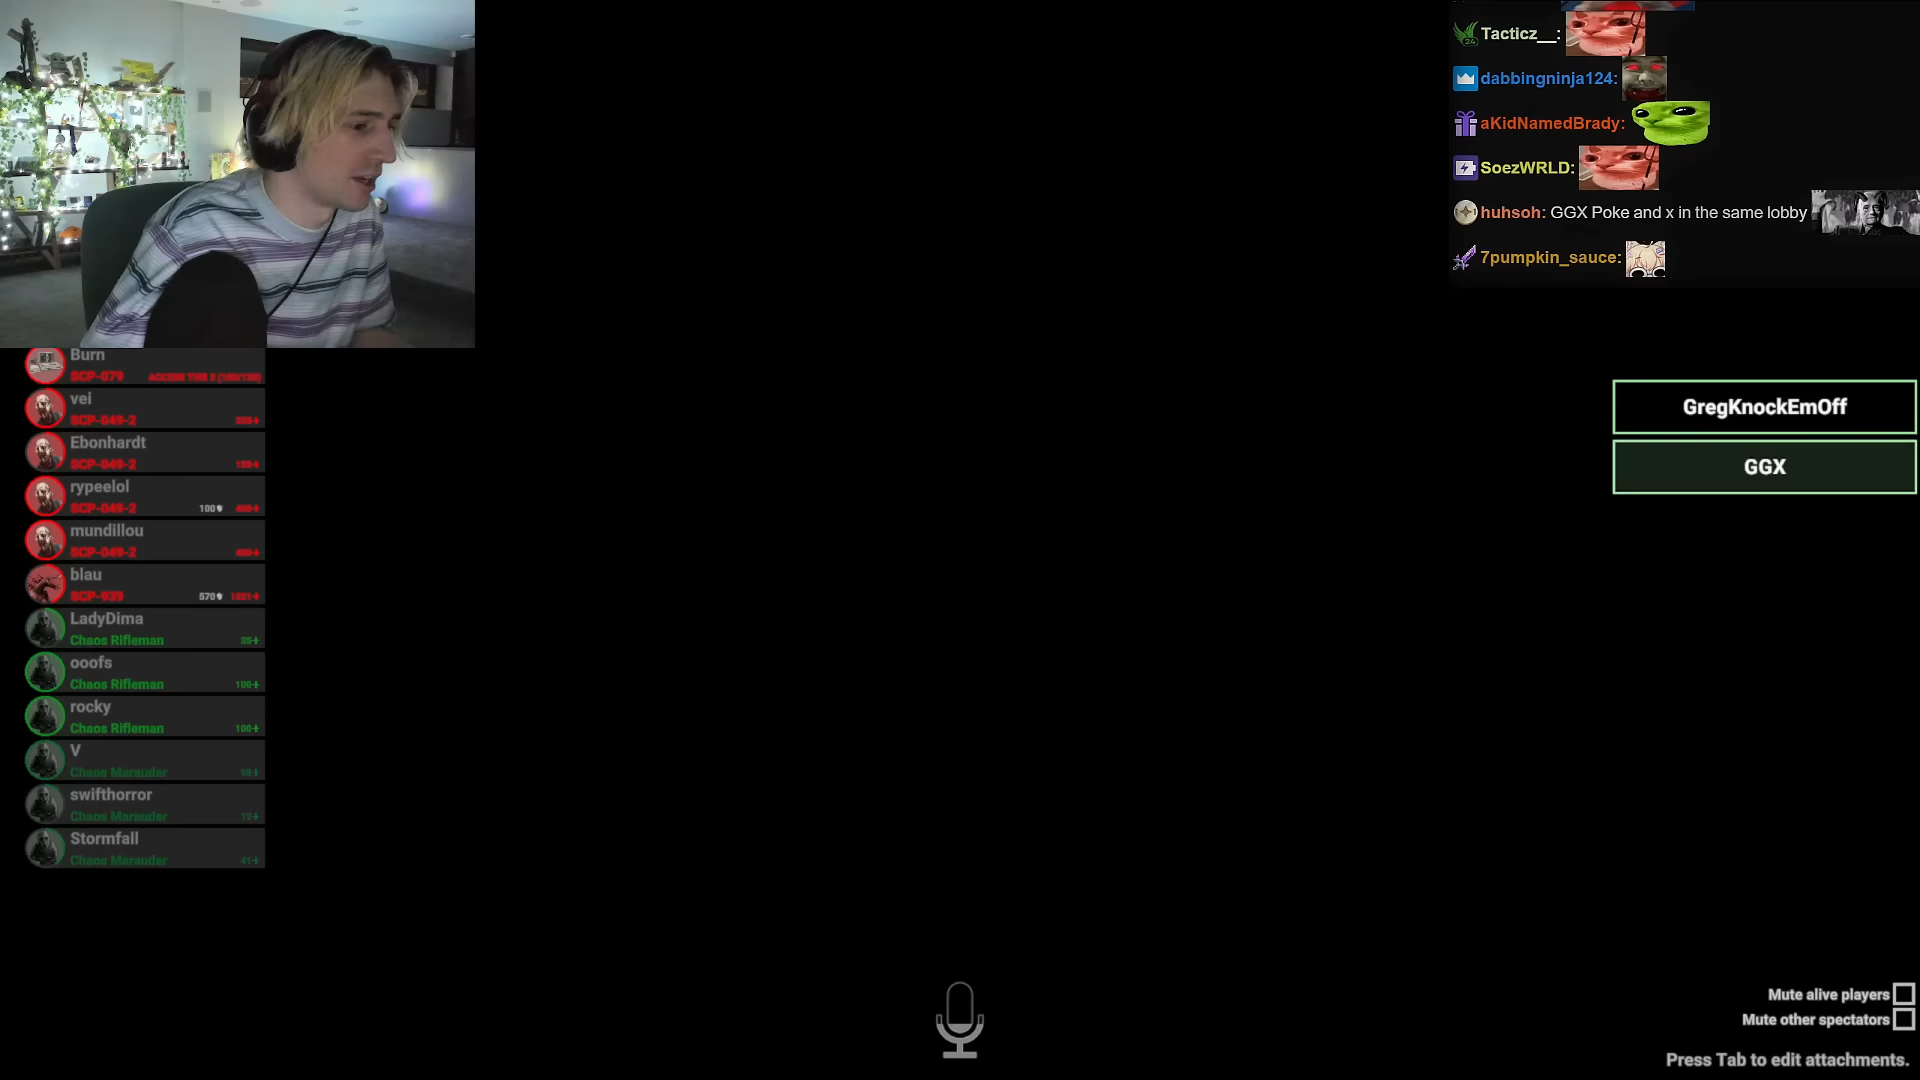 Tacticz__:
dabbingninja124:
aKidNamedBrady:
SoezWRLD:
huhsoh: GGX Poke and x in the same lobby
7pumpkin_sauce:
Burn
SCP-079
vei
SCP-049-2
Ebonhardt
SCP-049-2
rypeelol
SCP-049-2 100
mundillou
SCP-049-2
blau
SCP-939 570 1221+
LadyDima
Chaos Rifleman 35+
ooofs
Chaos Rifleman 100+
rocky
Chaos Rifleman 100+
V
Chaos Marauder
swifthorror
Chaos Marauder
Stormfall
Chaos Marauder 41+
GregKnockEmOff
GGX
Mute alive players
Mute other spectators
Press Tab to edit attachments.